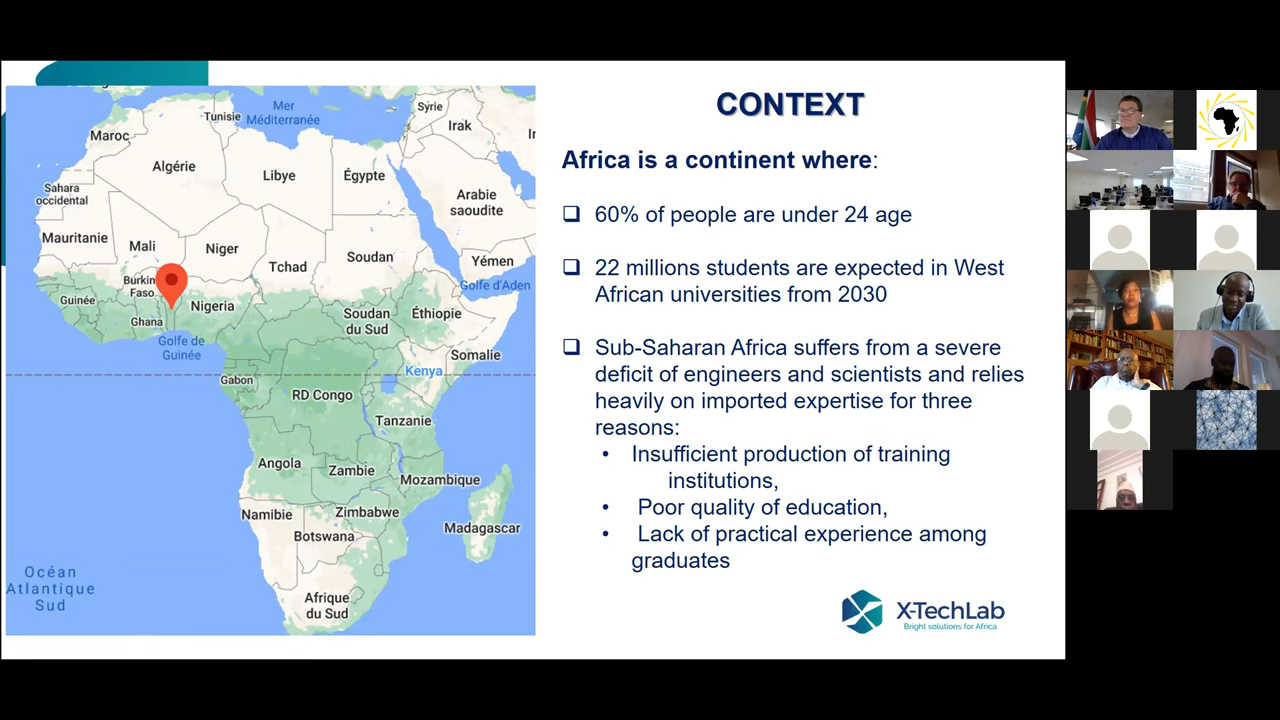 Mer
Méditerranée
Tunisie
Syrie
Maroc
Irak
Algérie
Libye
Égypte
Sahara
occidental
Arabie
saoudite
Mauritanie
Mali
Niger
Tchad
Soudan
Yémen
Golfe d'Aden
Burkin
Faso
Guinée
Nigeria
Ghana
Soudan
du Sud
Éthiopie
Golfe de
Guinée
Somalie
Kenya
Gabon
RD Congo
Tanzanie
Angola
Zambie
Mozambique
Namibie
Zimbabwe
Botswana
Madagascar
Océan
Atlantique
Sud
Afrique
du Sud
CONTEXT
Africa is a continent where:
60% of people are under 24 age
22 millions students are expected in West
African universities from 2030
Sub-Saharan Africa suffers from a severe
deficit of engineers and scientists and relies
heavily on imported expertise for three
reasons:
• Insufficient production of training
institutions,
• Poor quality of education,
• Lack of practical experience among
graduates
X-TechLab
Bright solutions for Africa